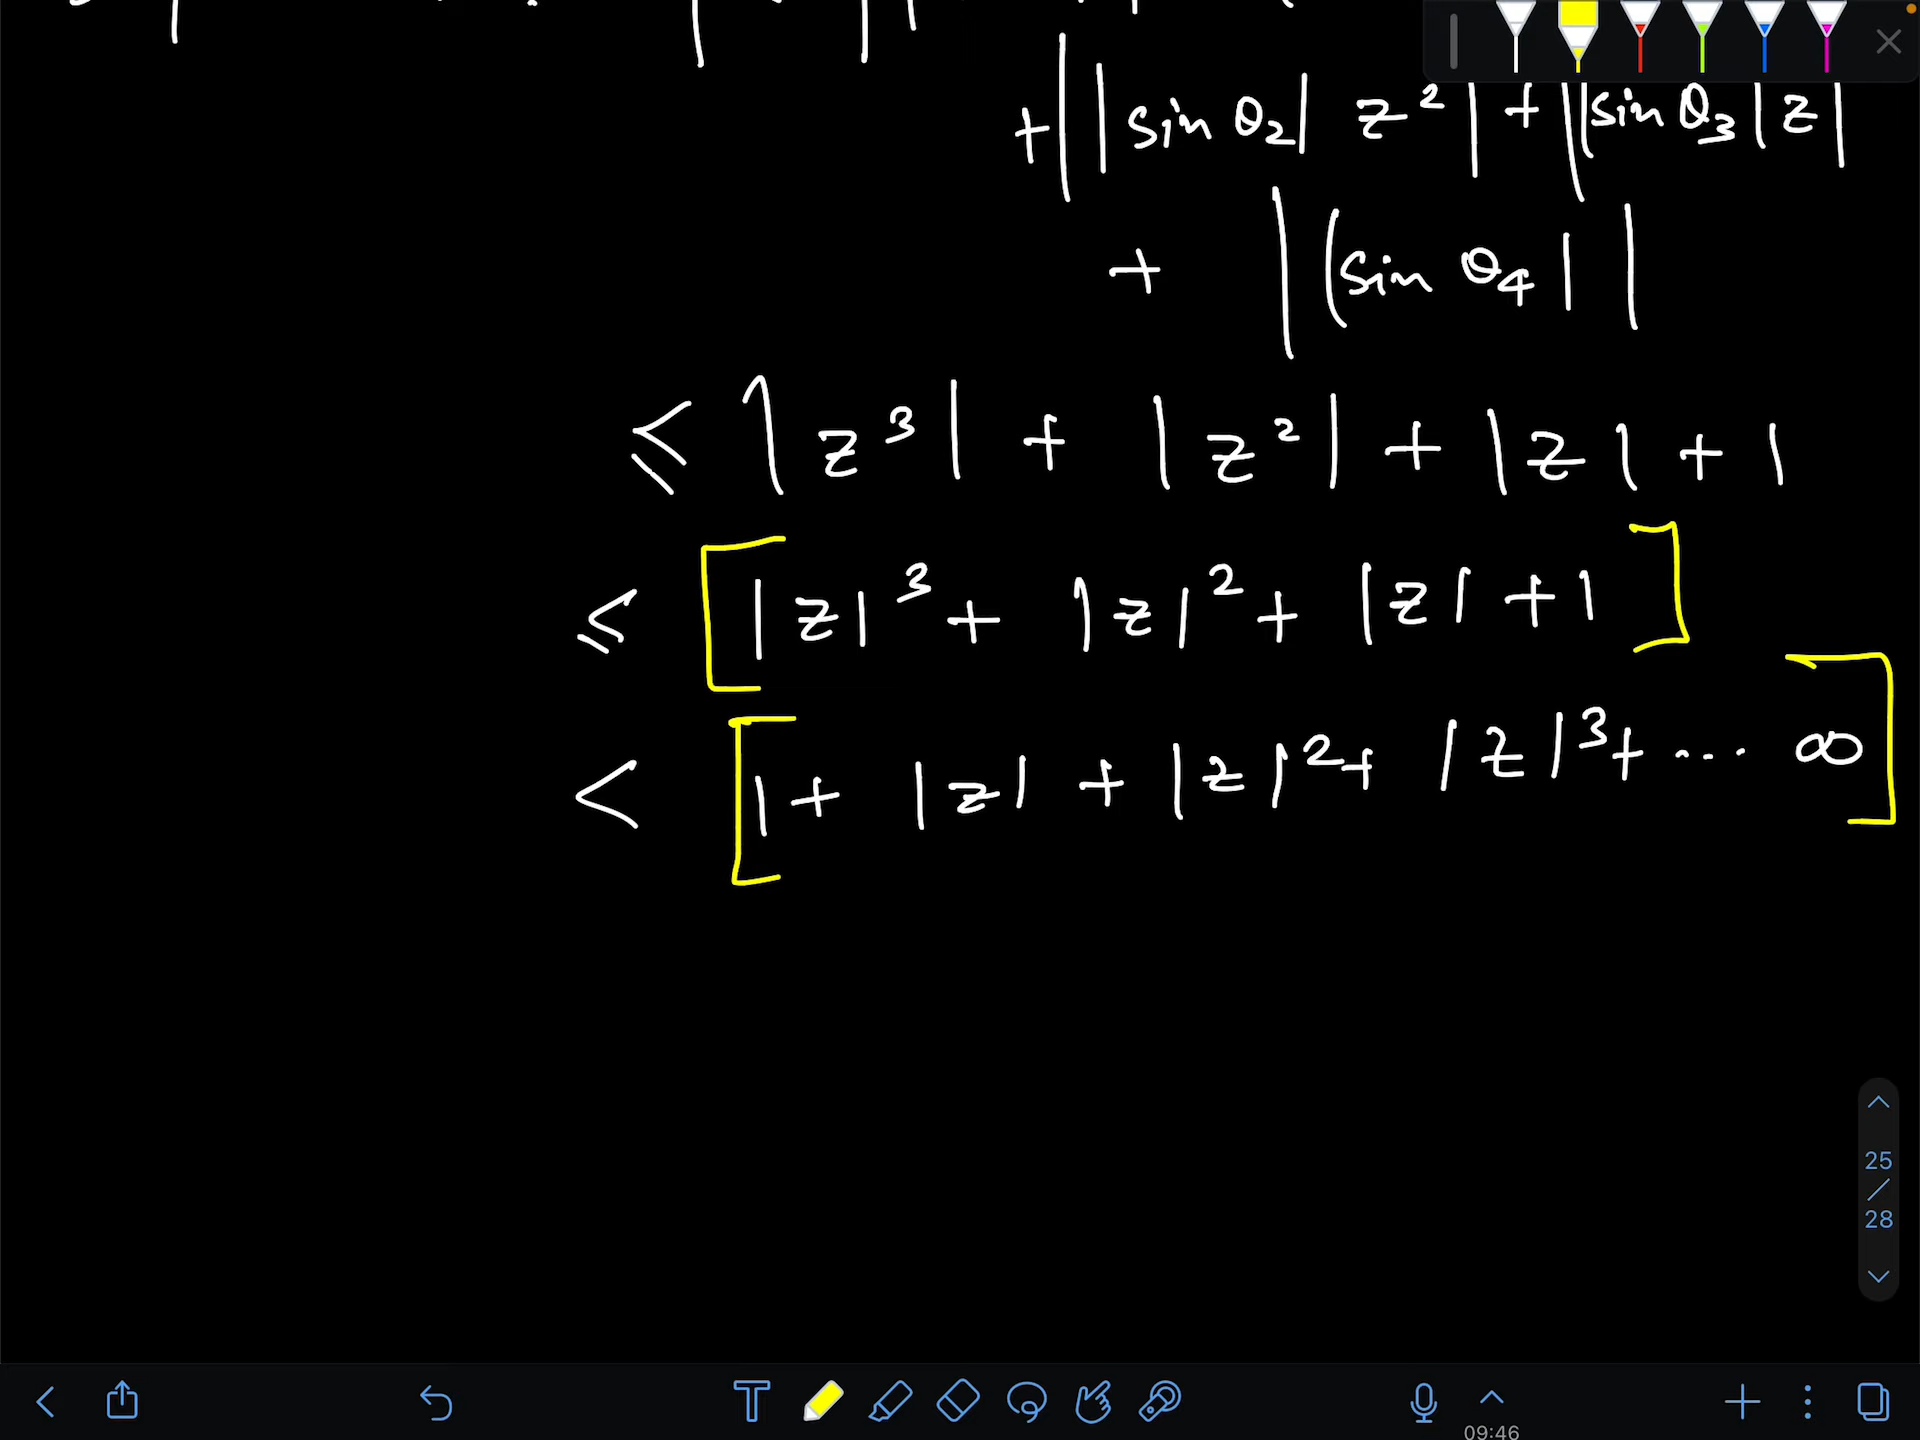 +||sin θ₂| z²| + ||sin θ₃|z|
+ ||sin θ₄||
≤ |z³| + |z²| + |z| + 1
≤ [|z|³ + |z|² + |z| + 1]
< [1 + |z| + |z|² + |z|³ + ... ∞]
25
/
28
T
09:46